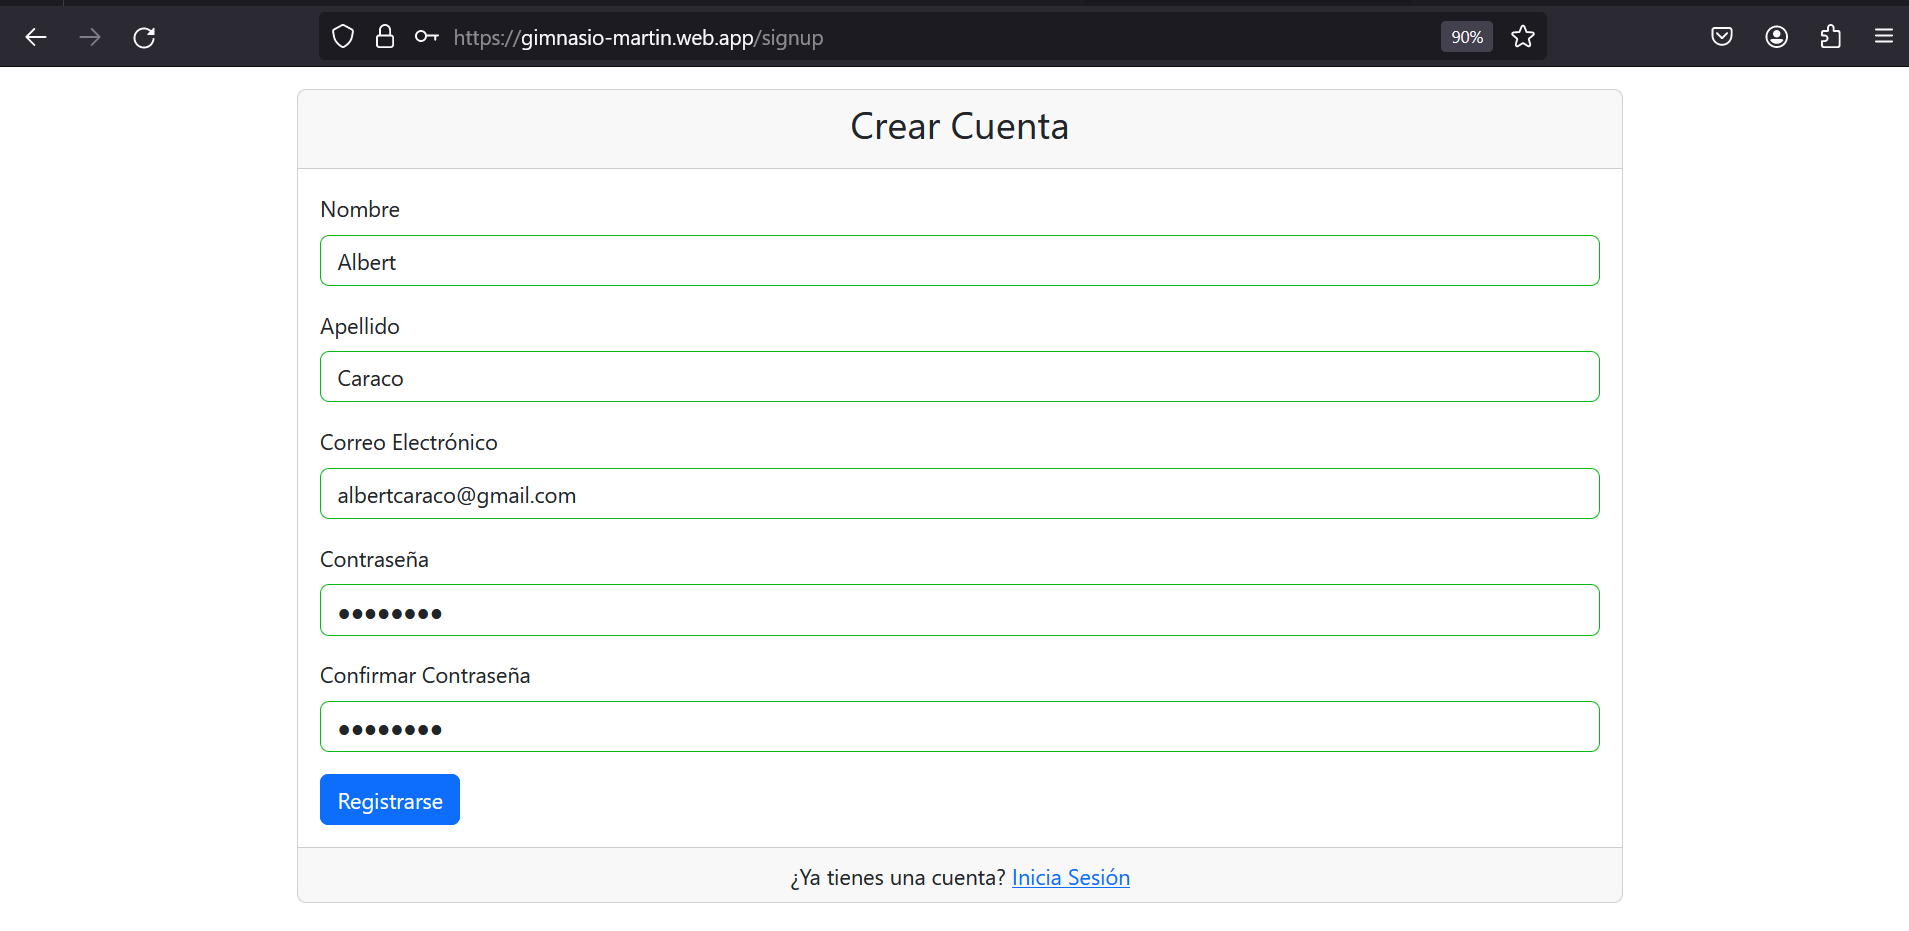 https://gimnasio-martin.web.app/signup 90%
Crear Cuenta
Nombre
Albert
Apellido
Caraco
Correo Electrónico
albertcaraco@gmail.com
Contraseña
●●●●●●●●
Confirmar Contraseña
●●●●●●●●
Registrarse
¿Ya tienes una cuenta? Inicia Sesión